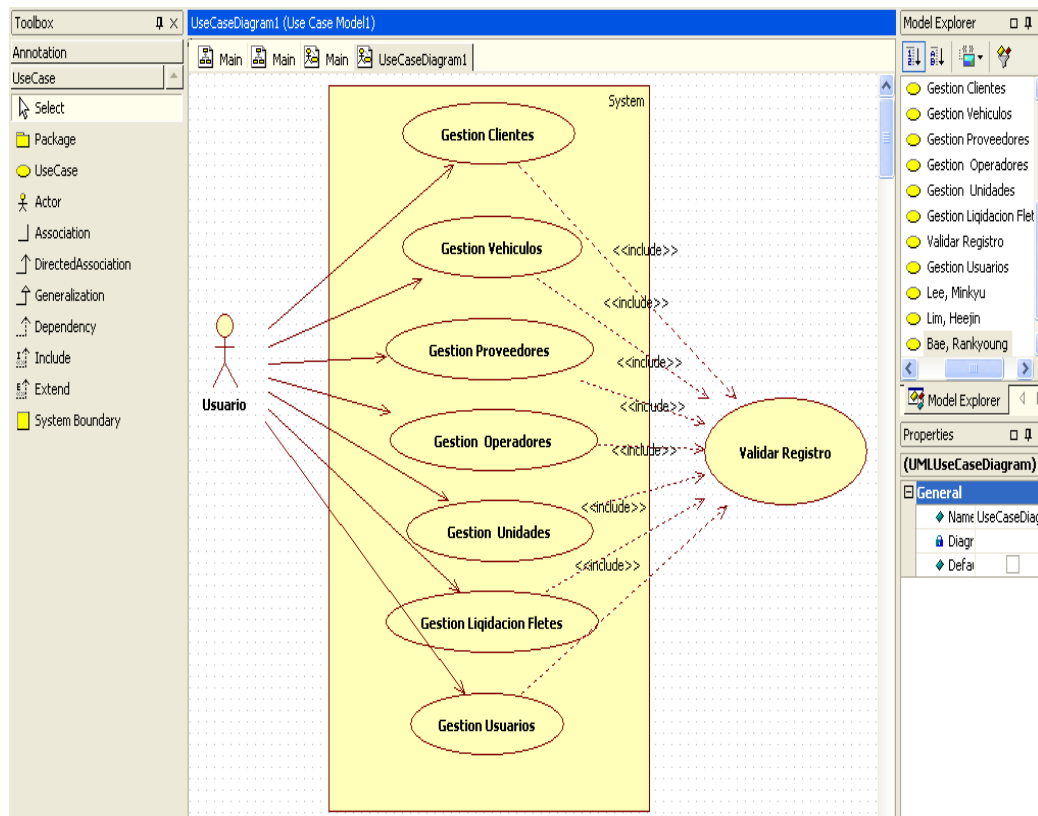 Toolbox
Annotation
UseCase
Select
Package
UseCase
Actor
Association
DirectedAssociation
Generalization
Dependency
Include
Extend
System Boundary
UseCaseDiagram1 (Use Case Model1)
Main
Main
Main
UseCaseDiagram1
System
Gestion Clientes
Gestion Vehiculos
<<include>>
<<include>>
Gestion Proveedores
<<include>>
Usuario
<<include>>
Gestion Operadores
<<include>>
Validar Registro
<<include>>
Gestion Unidades
<<include>>
Gestion Liqidacion Fletes
Gestion Usuarios
Model Explorer
Gestion Clientes
Gestion Vehiculos
Gestion Proveedores
Gestion Operadores
Gestion Unidades
Gestion Liqidacion Flet
Validar Registro
Gestion Usuarios
Lee, Minkyu
Lim, Heejin
Bae, Rankyoung
Model Explorer
Properties
(UMLUseCaseDiagram)
General
Name UseCaseDiag
Diagr
Defau